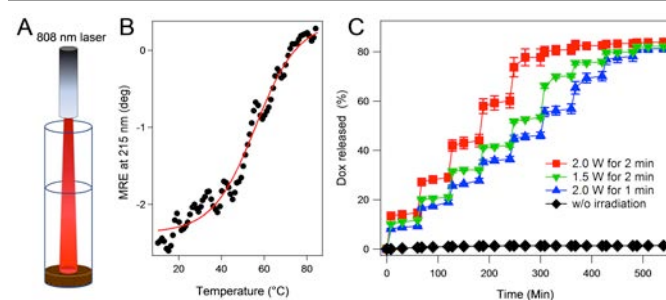 A
808 nm laser
B
MRE at 215 nm (deg)
0
-1
-2
20
40
60
80
Temperature (°C)
C
Dox released (%)
80
60
40
20
0
2.0 W for 2 min
1.5 W for 2 min
2.0 W for 1 min
w/o irradiation
0
100
200
300
400
500
Time (Min)